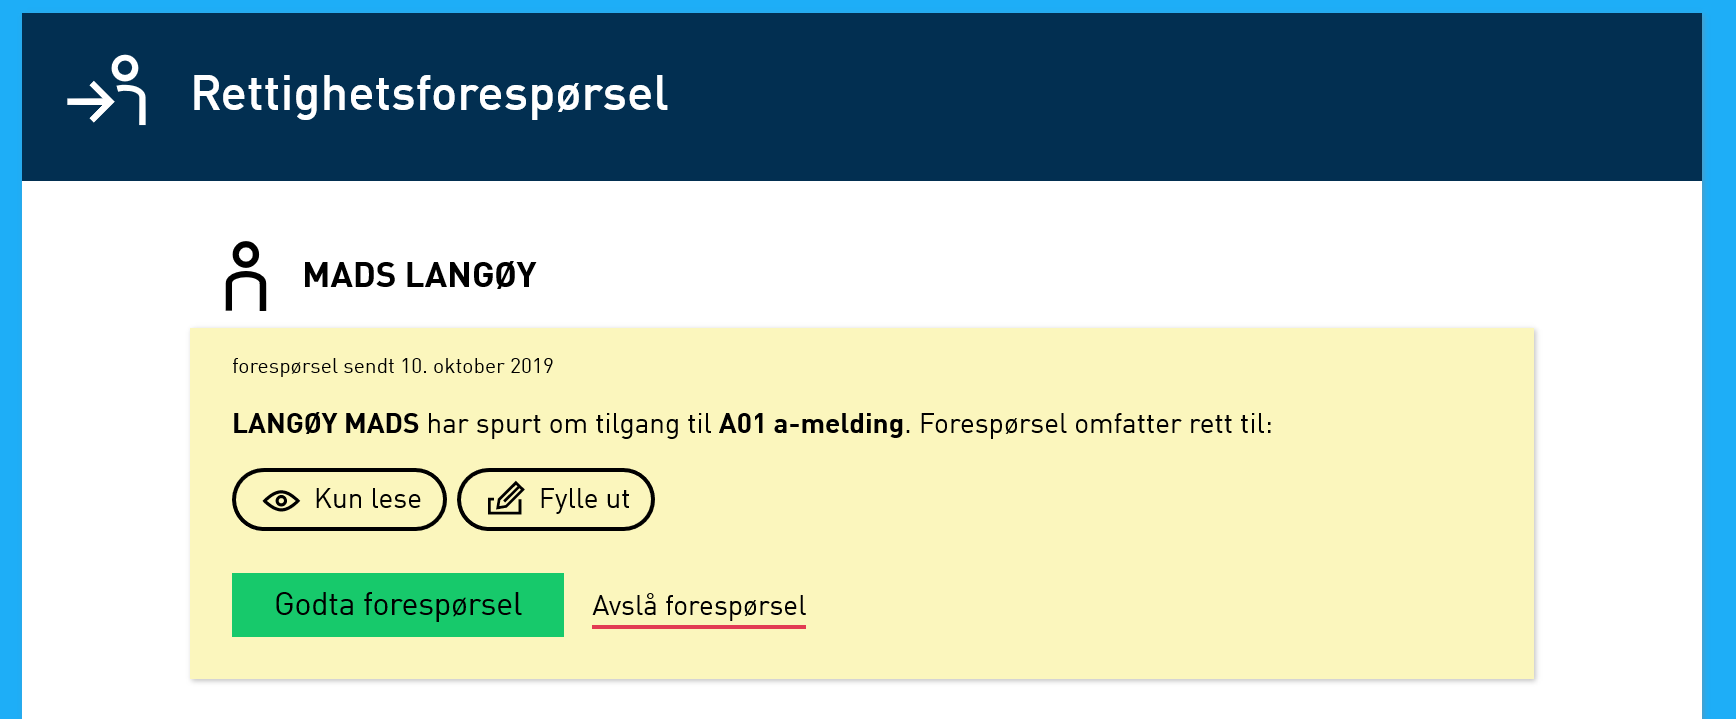 Rettighetsforespørsel
MADS LANGØY
forespørsel sendt 10. oktober 2019
LANGØY MADS har spurt om tilgang til A01 a-melding. Forespørsel omfatter rett til:
Kun lese Fylle ut
Godta forespørsel Avslå forespørsel